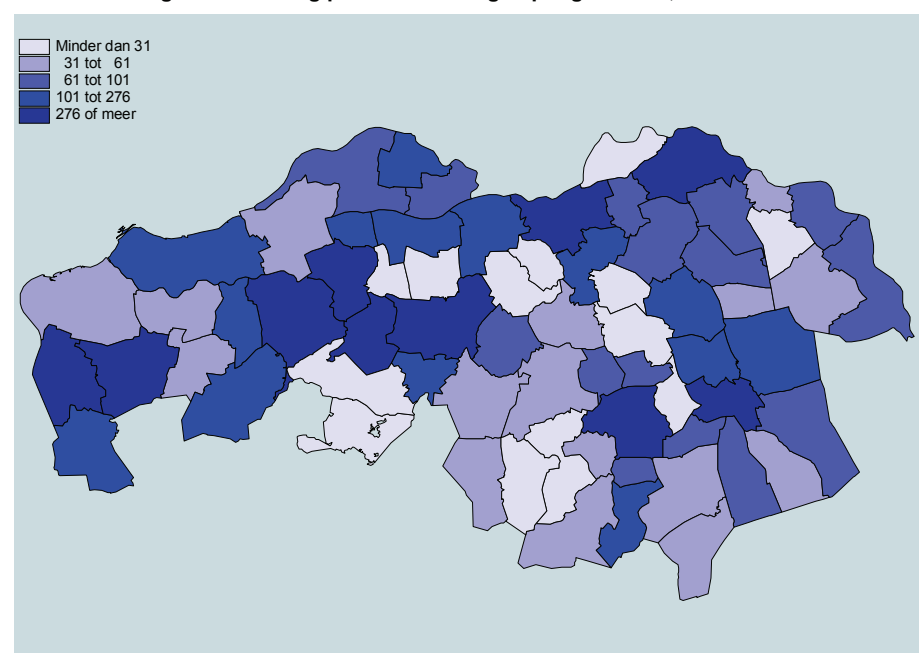 Minder dan 31
31 tot 61
61 tot 101
101 tot 276
276 of meer